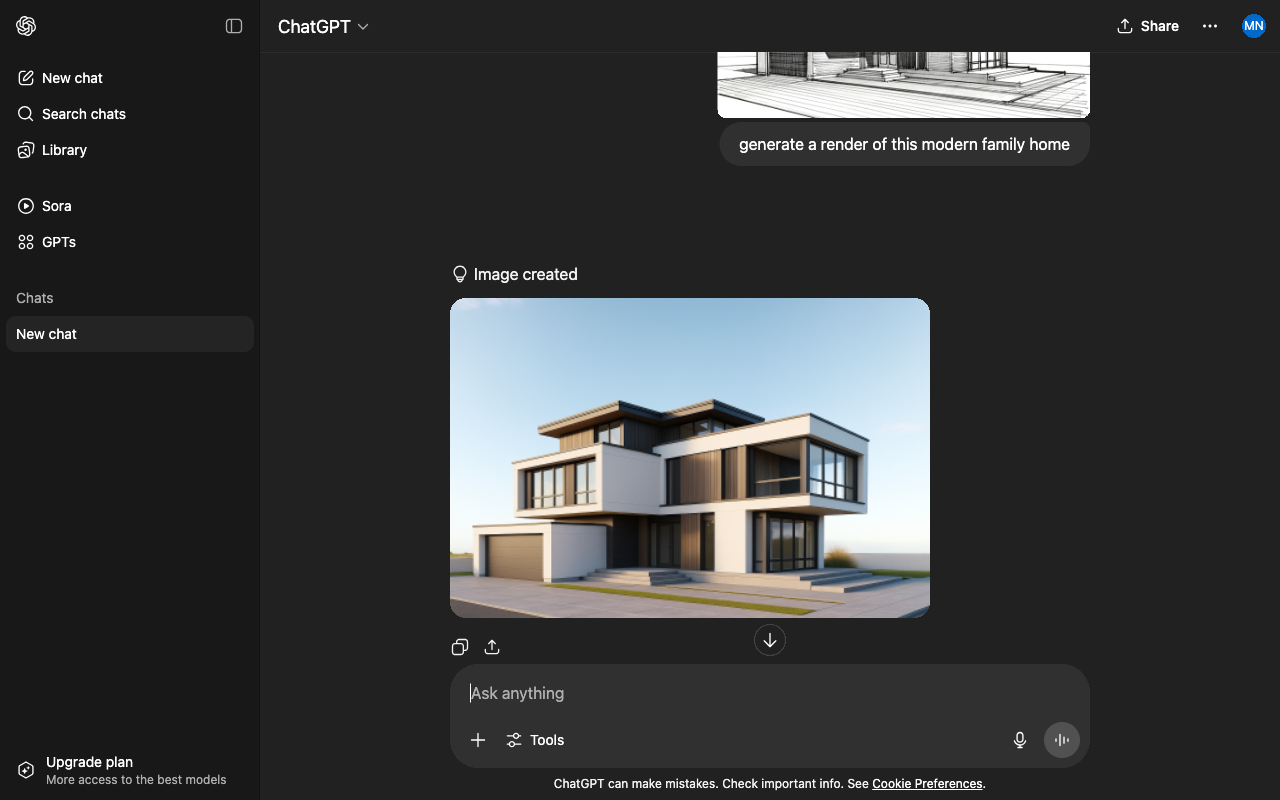 ChatGPT
Share
MN
New chat
Search chats
Library
Sora
GPTs
Chats
New chat
generate a render of this modern family home
Image created
Ask anything
Tools
Upgrade plan
More access to the best models
ChatGPT can make mistakes. Check important info. See Cookie Preferences.